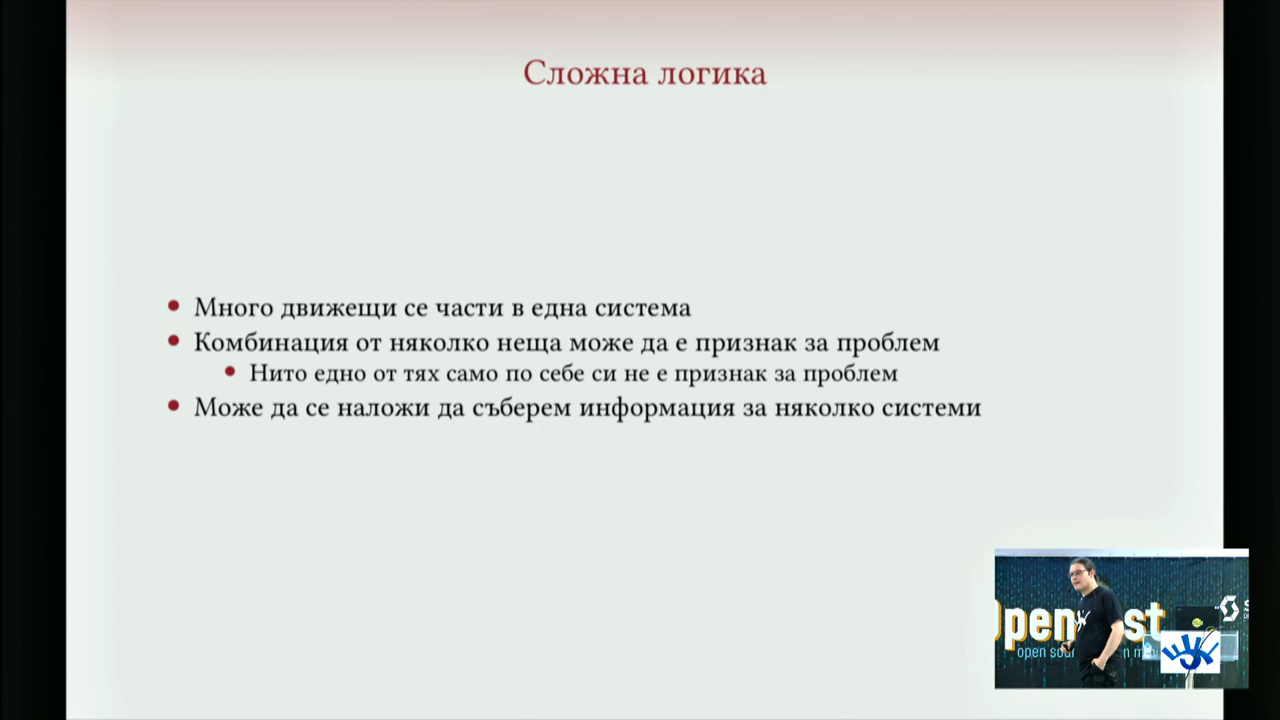 Сложна логика
Много движещи се части в една система
Комбинация от няколко неща може да е признак за проблем
Нито едно от тях само по себе си не е признак за проблем
Може да се наложи да съберем информация за няколко системи